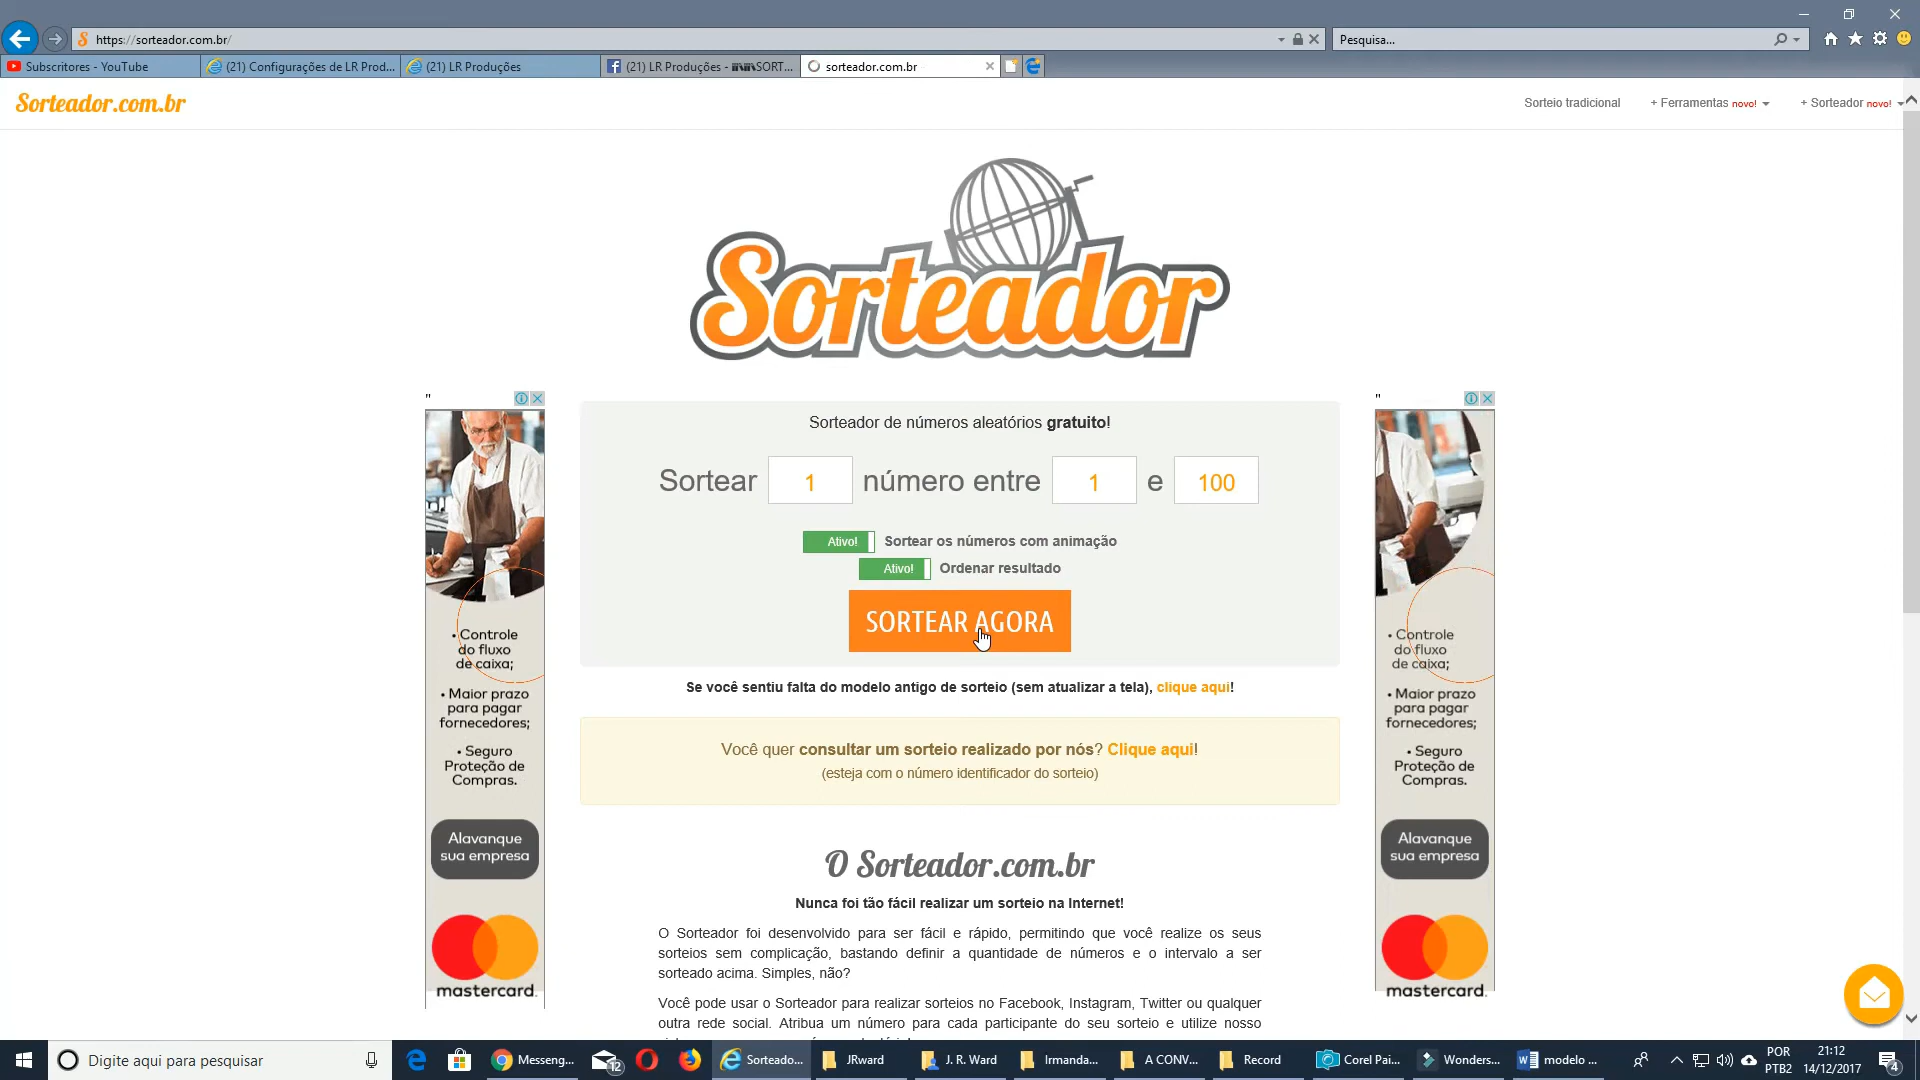 https://sorteador.com.br/
Pesquisa...
Subscritores - YouTube
(21) Configurações de LR Prod...
(21) LR Produções
(21) LR Produções - SORT...
sorteador.com.br
Sorteador.com.br
Sorteio tradicional
+ Ferramentas novo!
+ Sorteador novo!
Sorteador
"
"
Sorteador de números aleatórios gratuito!
Sortear 1 número entre 1 e 100
Ativo! Sortear os números com animação
Ativo! Ordenar resultado
SORTEAR AGORA
Se você sentiu falta do modelo antigo de sorteio (sem atualizar a tela), clique aqui!
Você quer consultar um sorteio realizado por nós? Clique aqui!
(esteja com o número identificador do sorteio)
O Sorteador.com.br
Nunca foi tão fácil realizar um sorteio na Internet!
O Sorteador foi desenvolvido para ser fácil e rápido, permitindo que você realize os seus
sorteios sem complicação, bastando definir a quantidade de números e o intervalo a ser
sorteado acima. Simples, não?
Você pode usar o Sorteador para realizar sorteios no Facebook, Instagram, Twitter ou qualquer
outra rede social. Atribua um número para cada participante do seu sorteio e utilize nosso
• Controle
do fluxo
de caixa;
• Maior prazo
para pagar
fornecedores;
• Seguro
Proteção de
Compras.
Alavanque
sua empresa
mastercard.
• Controle
do fluxo
de caixa;
• Maior prazo
para pagar
fornecedores;
• Seguro
Proteção de
Compras.
Alavanque
sua empresa
mastercard.
Digite aqui para pesquisar
Messeng...
12
Sorteado...
JRward
J. R. Ward
Irmanda...
A CONV...
Record
Corel Pai...
Wonders...
modelo ...
POR
PTB2
21:12
14/12/2017
4